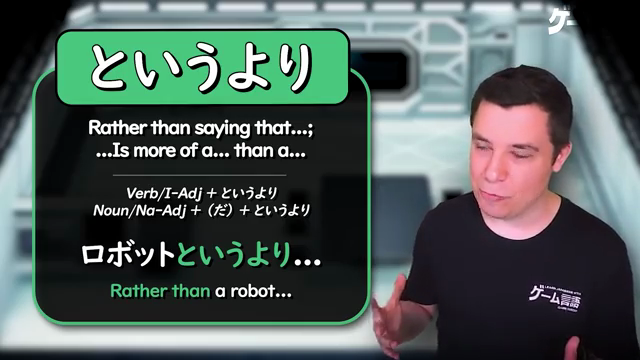 というより
Rather than saying that...;
...Is more of a... than a...
Verb/I-Adj + というより
Noun/Na-Adj + (だ) + というより
ロボットというより...
Rather than a robot...
ゲー
ゲーム言語